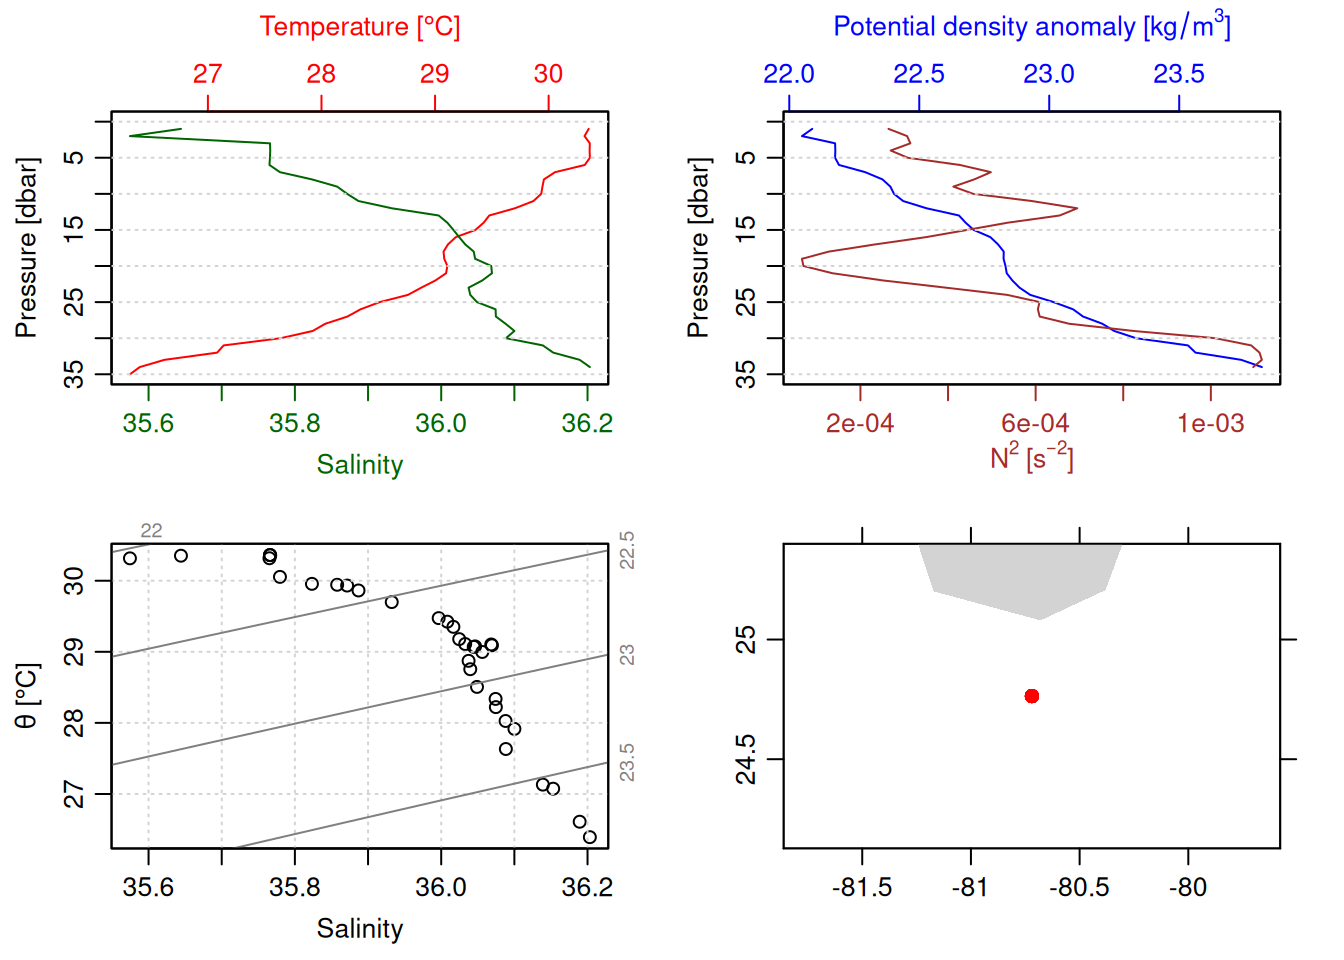 Temperature [°C]
27 28 29 30
Pressure [dbar]
5
15
25
35
35.6 35.8 36.0 36.2
Salinity
Potential density anomaly [kg/m³]
22.0 22.5 23.0 23.5
Pressure [dbar]
5
15
25
35
2e-04 6e-04 1e-03
N² [s⁻²]
22
22.5
23
23.5
θ [°C]
30
29
28
27
35.6 35.8 36.0 36.2
Salinity
25
24.5
-81.5 -81 -80.5 -80